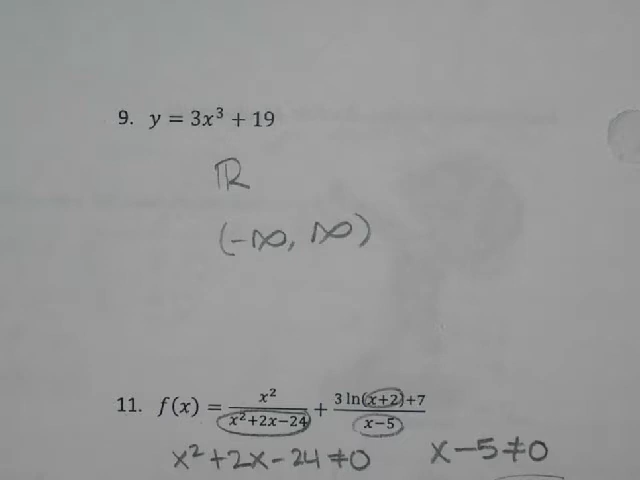 9. y = 3x³ + 19
ℝ
(-∞, ∞)
11. f(x) = x²/(x²+2x−24) + (3 ln(x+2)+7)/(x−5)
x² + 2x - 24 ≠ 0    x - 5 ≠ 0